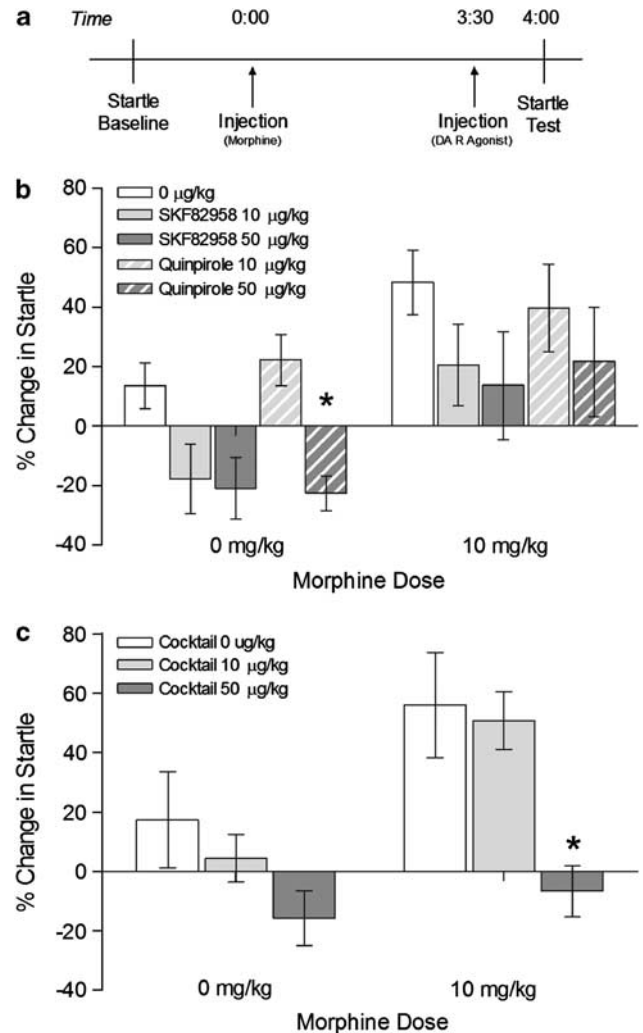 a Time 0:00 3:30 4:00
Startle Baseline
Injection (Morphine)
Injection (DA R Agonist)
Startle Test
b
% Change in Startle
80
60
40
20
0
-20
-40
0 µg/kg
SKF82958 10 µg/kg
SKF82958 50 µg/kg
Quinpirole 10 µg/kg
Quinpirole 50 µg/kg
*
0 mg/kg 10 mg/kg
Morphine Dose
c
% Change in Startle
80
60
40
20
0
-20
-40
Cocktail 0 ug/kg
Cocktail 10 µg/kg
Cocktail 50 µg/kg
*
0 mg/kg 10 mg/kg
Morphine Dose